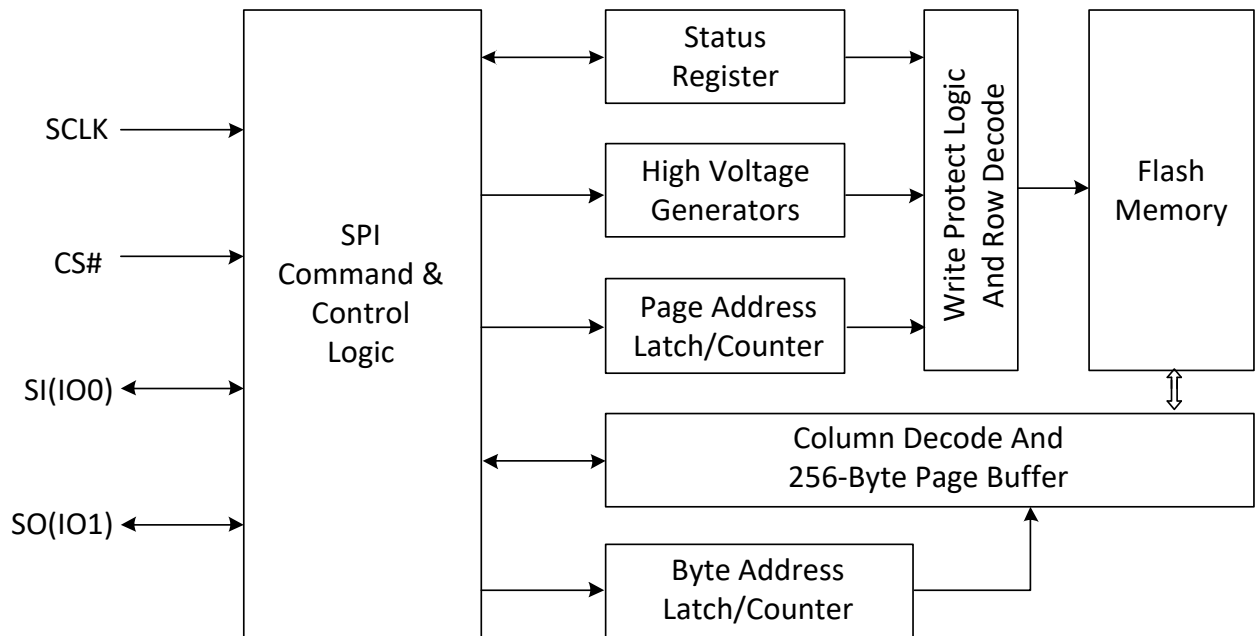 SCLK
CS#
SI(IO0)
SO(IO1)
SPI
Command &
Control
Logic
Status
Register
High Voltage
Generators
Page Address
Latch/Counter
Write Protect Logic
And Row Decode
Flash
Memory
Column Decode And
256-Byte Page Buffer
Byte Address
Latch/Counter